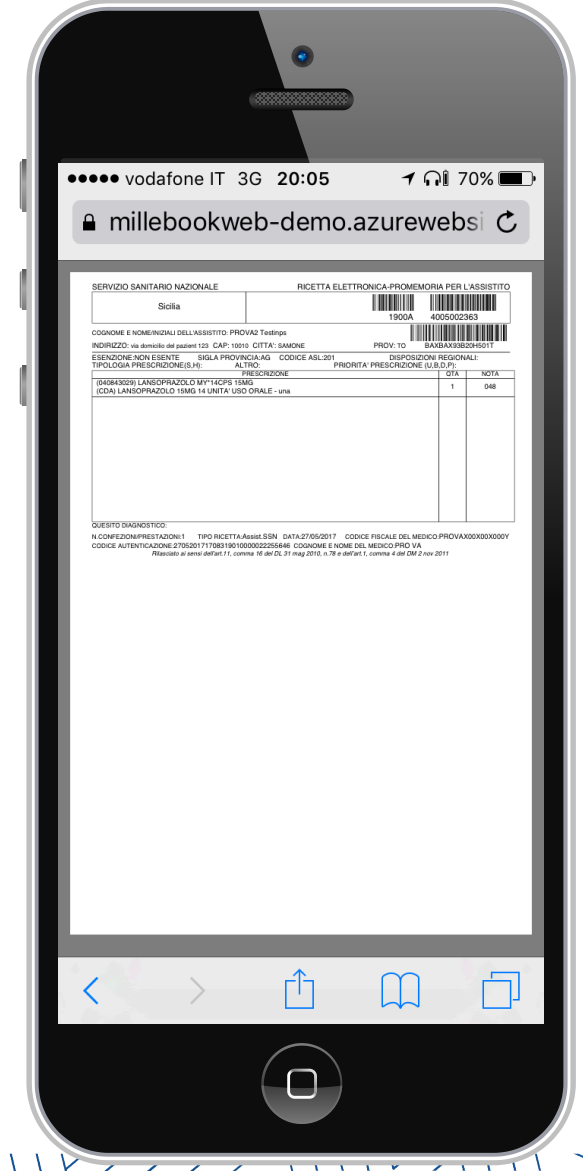 vodafone IT 3G 20:05 70%
millebookweb-demo.azurewebsi
SERVIZIO SANITARIO NAZIONALE RICETTA ELETTRONICA-PROMEMORIA PER L'ASSISTITO
Sicilia
1900A 4005002363
COGNOME E NOME/INIZIALI DELL'ASSISTITO: PROVA2 Testinps
INDIRIZZO: via domicilio del pazient 123 CAP: 10010 CITTA': SAMONE PROV: TO BAXBAX93B20H501T
ESENZIONE:NON ESENTE SIGLA PROVINCIA:AG CODICE ASL:201 DISPOSIZIONI REGIONALI:
TIPOLOGIA PRESCRIZIONE(S,H): ALTRO: PRIORITA' PRESCRIZIONE (U,B,D,P):
PRESCRIZIONE QTA NOTA
(040843029) LANSOPRAZOLO MY*14CPS 15MG 1 048
(CDA) LANSOPRAZOLO 15MG 14 UNITA' USO ORALE - una
QUESITO DIAGNOSTICO:
N.CONFEZIONI/PRESTAZIONI:1 TIPO RICETTA:Assist.SSN DATA:27/05/2017 CODICE FISCALE DEL MEDICO:PROVAX00X00X000Y
CODICE AUTENTICAZIONE:270520171708319010000022255646 COGNOME E NOME DEL MEDICO:PRO VA
Rilasciato ai sensi dell'art.11, comma 16 del DL 31 mag 2010, n.78 e dell'art.1, comma 4 del DM 2 nov 2011